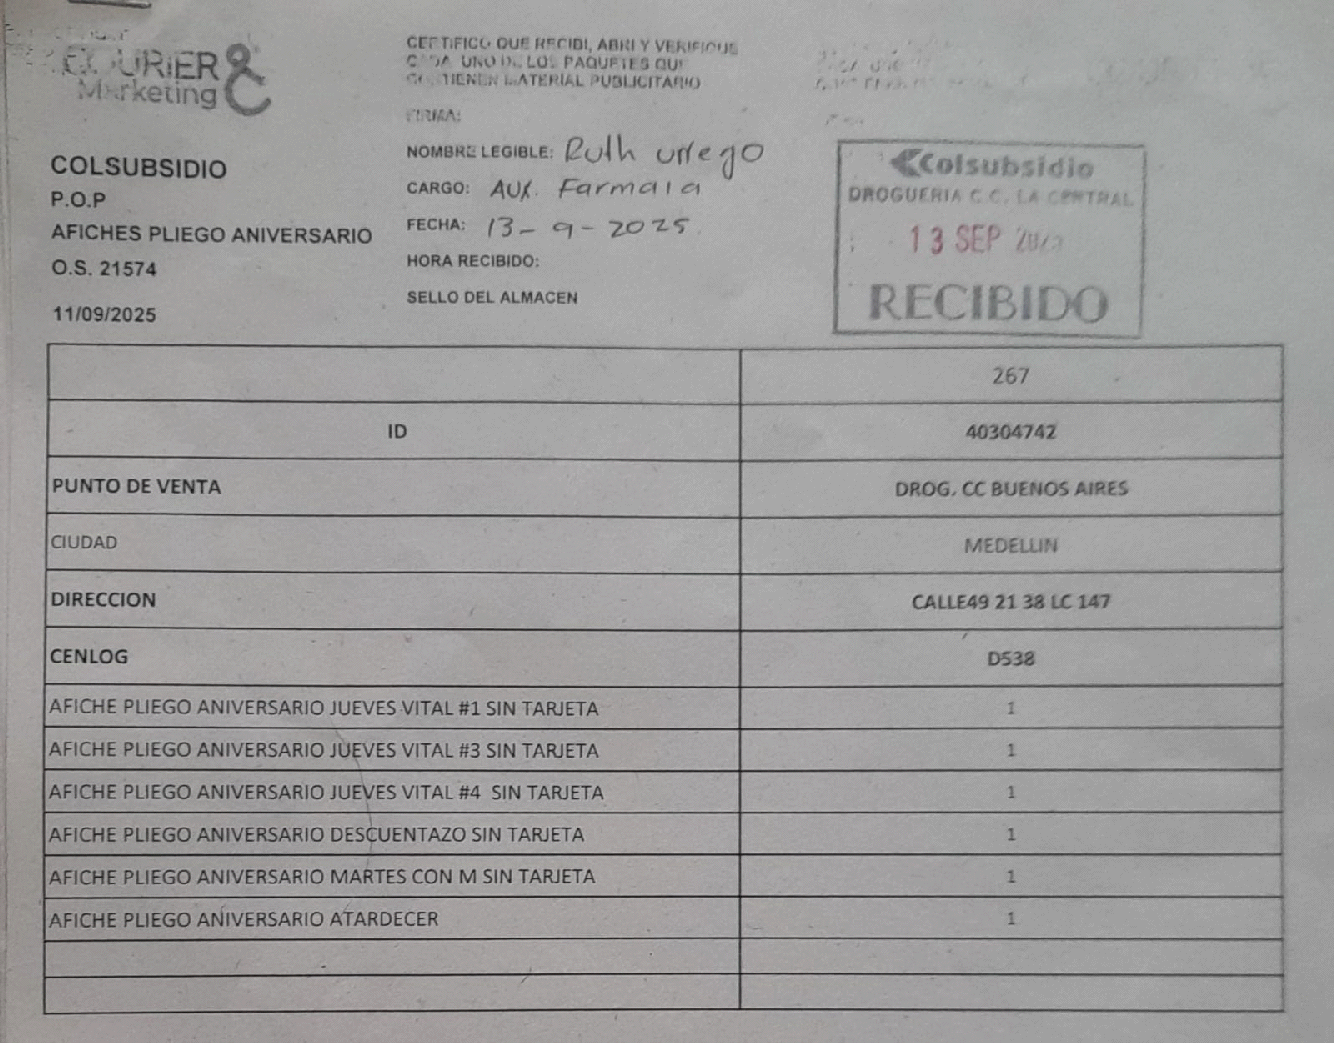 COURIER &
Marketing
CERTIFICO QUE RECIBI, ABRI Y VERIFIQUE
CADA UNO DE LOS PAQUETES QUE
CONTIENEN MATERIAL PUBLICITARIO
FIRMA:
NOMBRE LEGIBLE: Ruth Urrego
CARGO: AUX. Farmacia
FECHA: 13-9-2025
HORA RECIBIDO:
SELLO DEL ALMACEN
COLSUBSIDIO
P.O.P
AFICHES PLIEGO ANIVERSARIO
O.S. 21574
11/09/2025
Colsubsidio
DROGUERIA C.C. LA CENTRAL
13 SEP 2025
RECIBIDO
267
ID 40304742
PUNTO DE VENTA DROG. CC BUENOS AIRES
CIUDAD MEDELLIN
DIRECCION CALLE49 21 38 LC 147
CENLOG D538
AFICHE PLIEGO ANIVERSARIO JUEVES VITAL #1 SIN TARJETA 1
AFICHE PLIEGO ANIVERSARIO JUEVES VITAL #3 SIN TARJETA 1
AFICHE PLIEGO ANIVERSARIO JUEVES VITAL #4 SIN TARJETA 1
AFICHE PLIEGO ANIVERSARIO DESCUENTAZO SIN TARJETA 1
AFICHE PLIEGO ANIVERSARIO MARTES CON M SIN TARJETA 1
AFICHE PLIEGO ANIVERSARIO ATARDECER 1